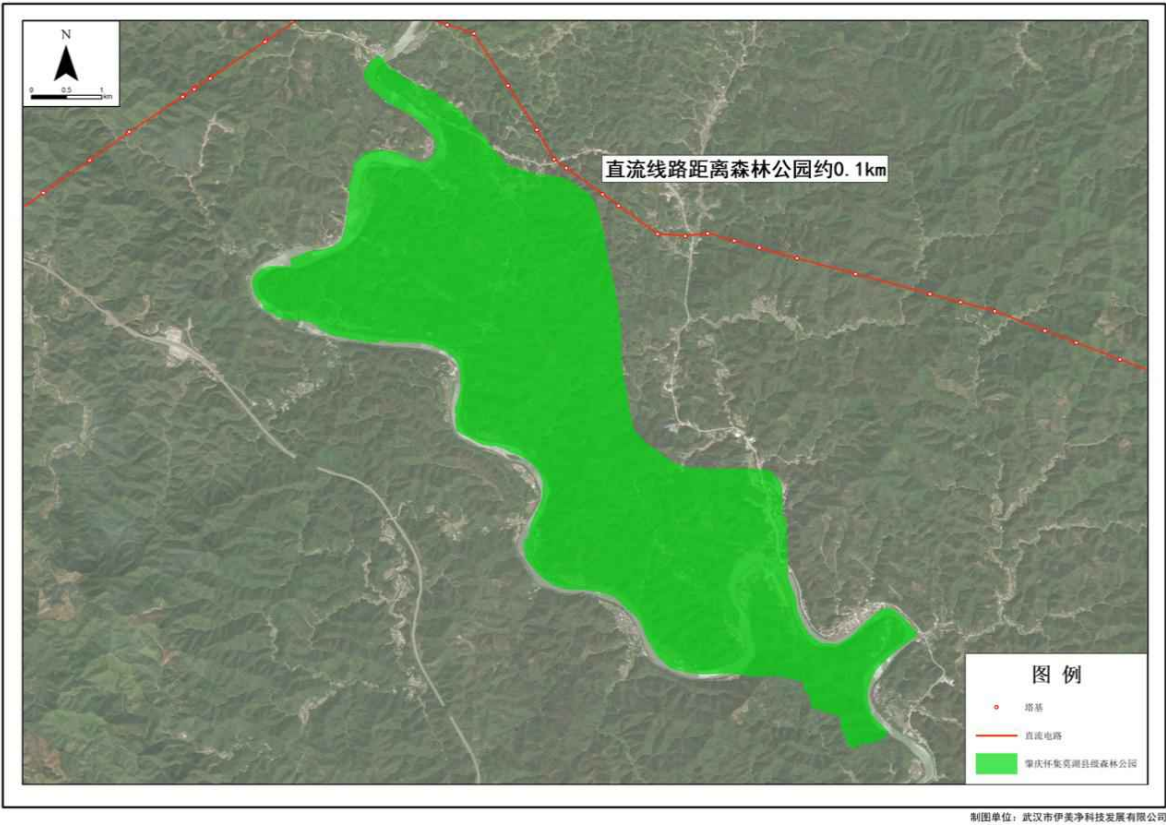 N
0 0.5 1
km
直流线路距离森林公园约0.1km
图 例
塔基
直流电路
肇庆怀集莫湖县级森林公园
制图单位：武汉市伊美净科技发展有限公司